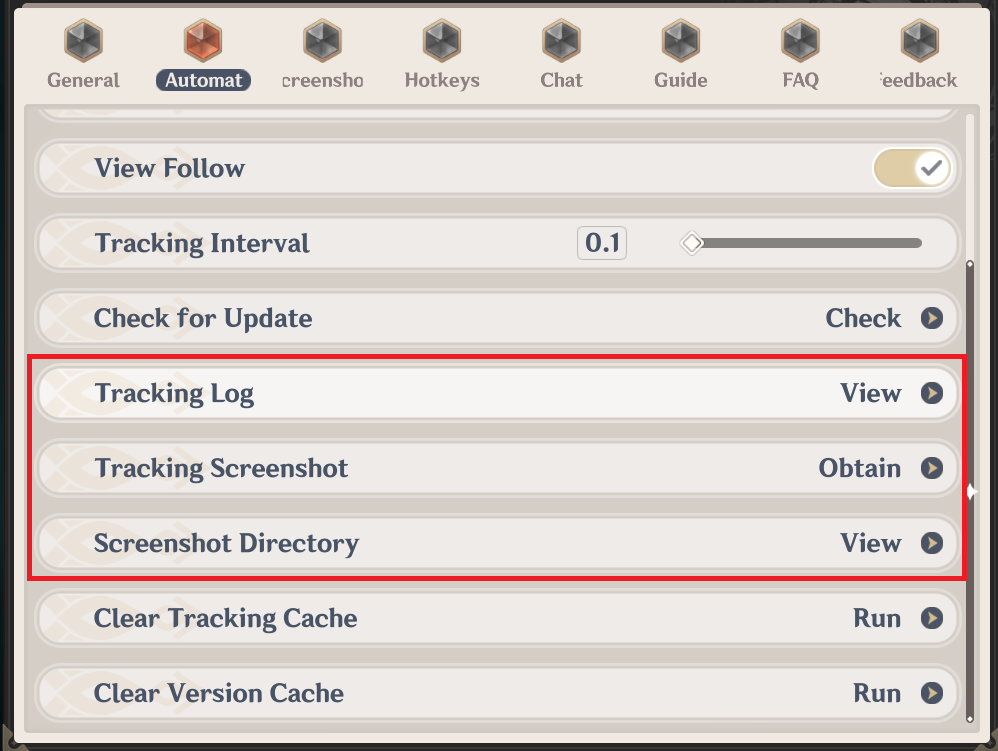 General Automat creensho Hotkeys Chat Guide FAQ eedback
View Follow
Tracking Interval 0.1
Check for Update Check
Tracking Log View
Tracking Screenshot Obtain
Screenshot Directory View
Clear Tracking Cache Run
Clear Version Cache Run